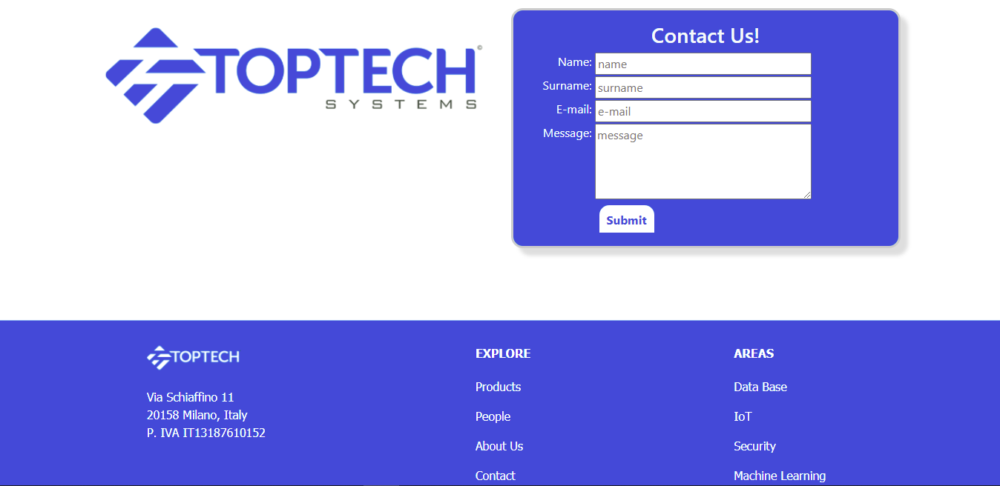 TOPTECH©
SYSTEMS
Contact Us!
Name: name
Surname: surname
E-mail: e-mail
Message: message
Submit
TOPTECH
Via Schiaffino 11
20158 Milano, Italy
P. IVA IT13187610152
EXPLORE
Products
People
About Us
Contact
AREAS
Data Base
IoT
Security
Machine Learning